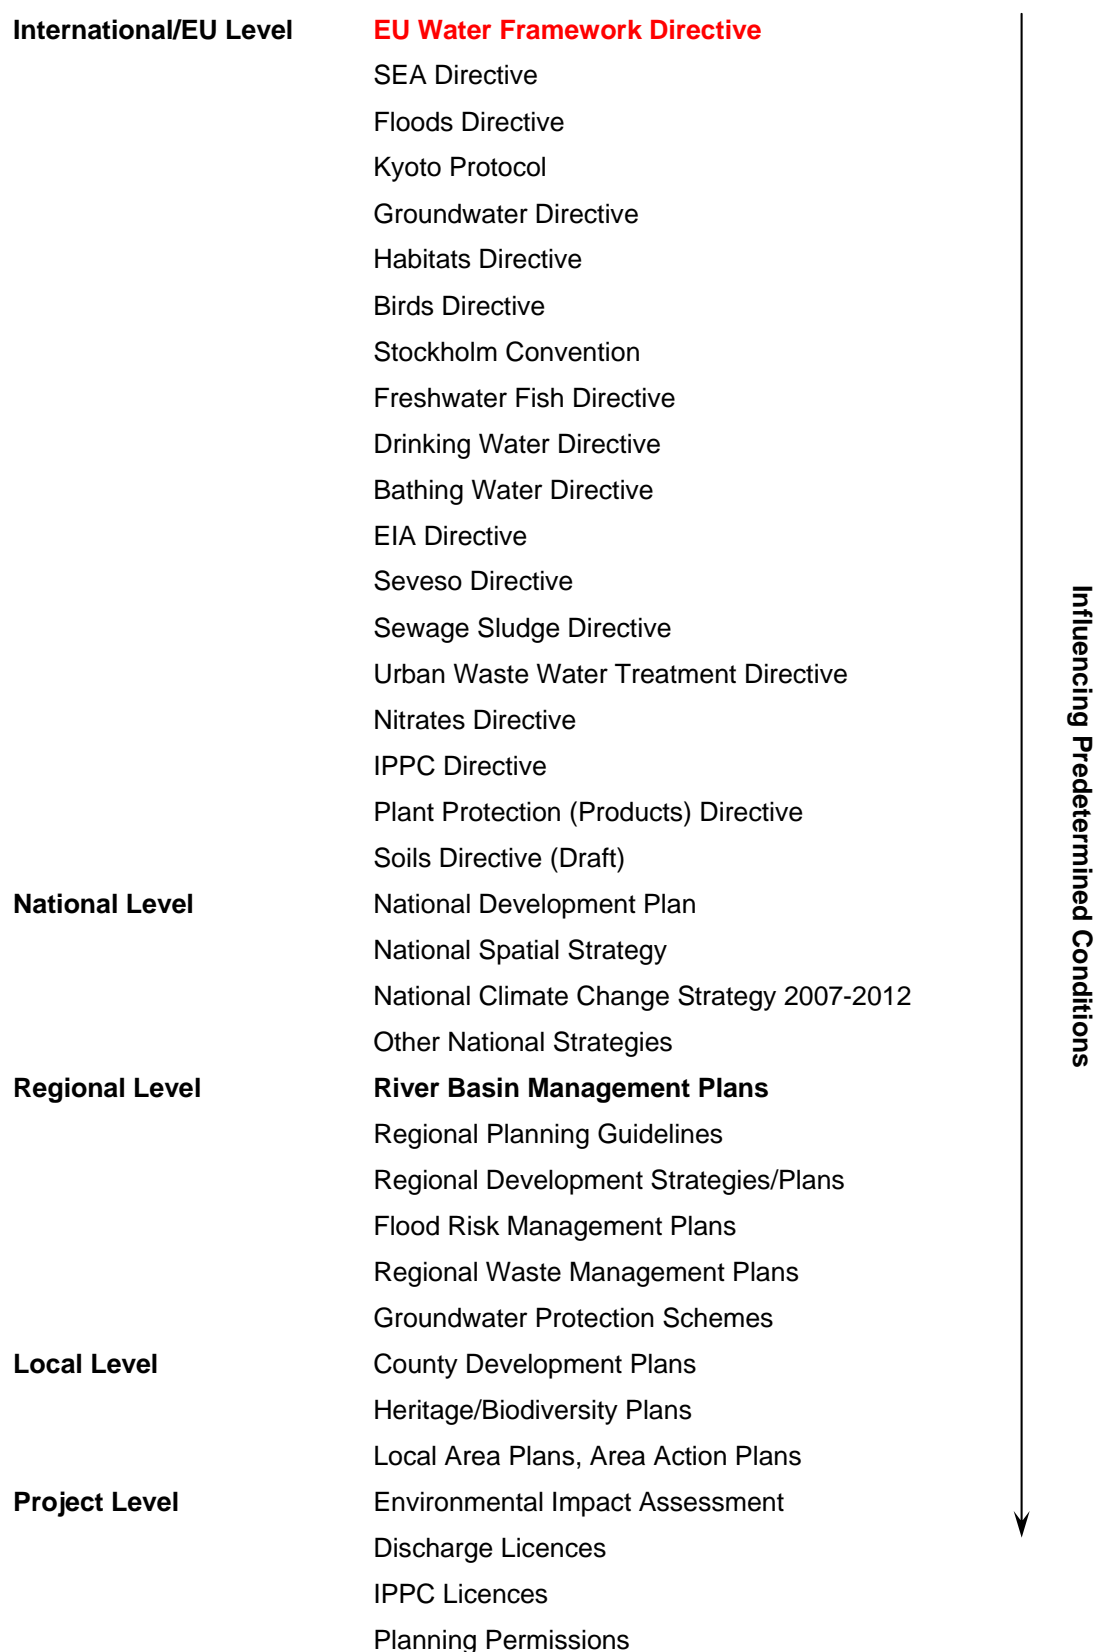 International/EU Level EU Water Framework Directive
SEA Directive
Floods Directive
Kyoto Protocol
Groundwater Directive
Habitats Directive
Birds Directive
Stockholm Convention
Freshwater Fish Directive
Drinking Water Directive
Bathing Water Directive
EIA Directive
Seveso Directive
Sewage Sludge Directive
Urban Waste Water Treatment Directive
Nitrates Directive
IPPC Directive
Plant Protection (Products) Directive
Soils Directive (Draft)
National Level National Development Plan
National Spatial Strategy
National Climate Change Strategy 2007-2012
Other National Strategies
Regional Level River Basin Management Plans
Regional Planning Guidelines
Regional Development Strategies/Plans
Flood Risk Management Plans
Regional Waste Management Plans
Groundwater Protection Schemes
Local Level County Development Plans
Heritage/Biodiversity Plans
Local Area Plans, Area Action Plans
Project Level Environmental Impact Assessment
Discharge Licences
IPPC Licences
Planning Permissions
Influencing Predetermined Conditions